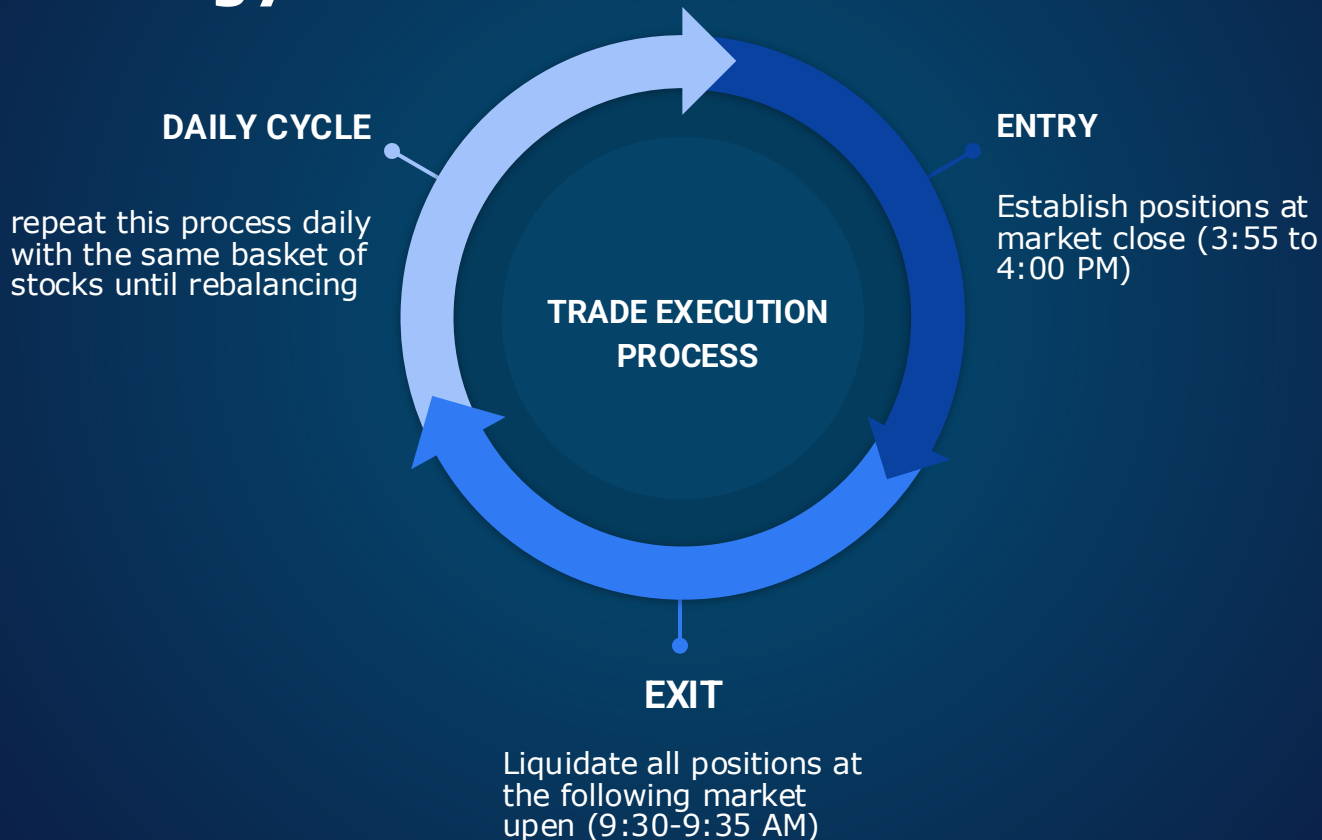 DAILY CYCLE
repeat this process daily
with the same basket of
stocks until rebalancing
TRADE EXECUTION
PROCESS
ENTRY
Establish positions at
market close (3:55 to
4:00 PM)
EXIT
Liquidate all positions at
the following market
upen (9:30-9:35 AM)